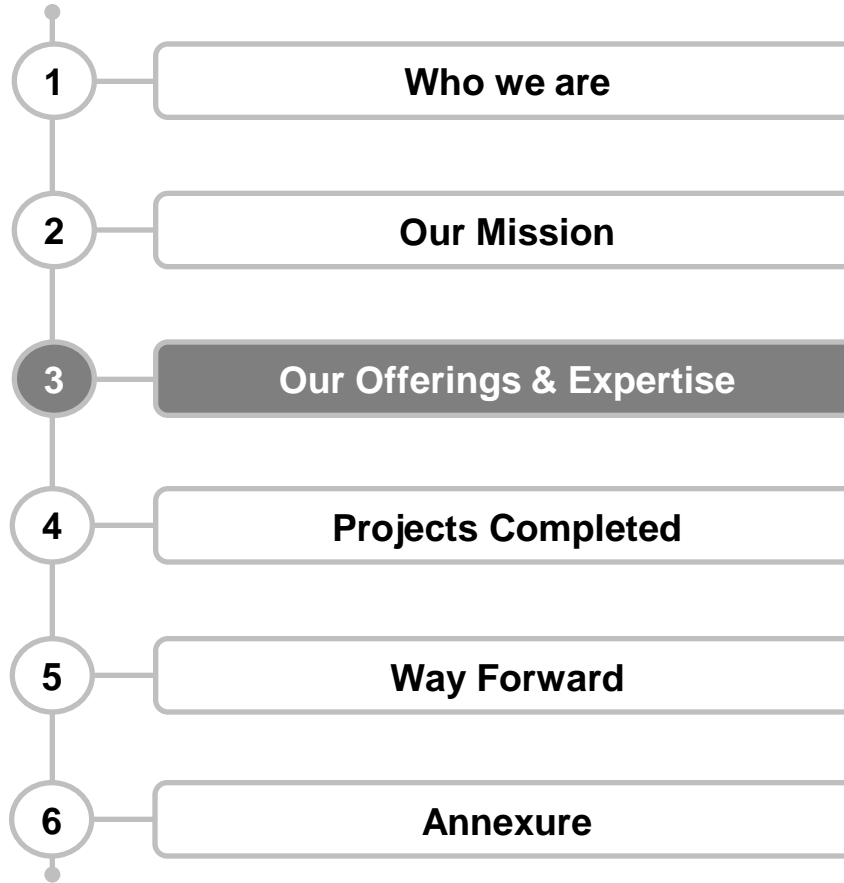 1 Who we are
2 Our Mission
3 Our Offerings & Expertise
4 Projects Completed
5 Way Forward
6 Annexure